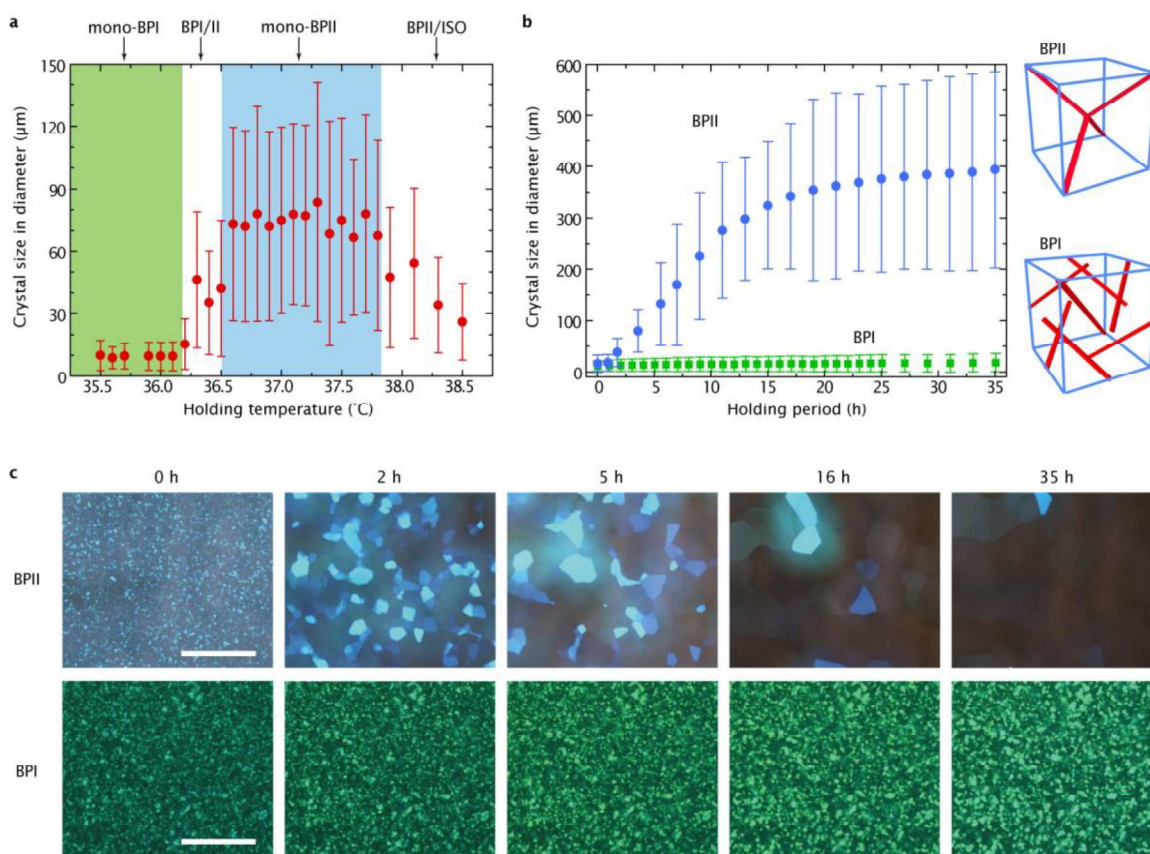 a
mono-BPI
BPI/II
mono-BPII
BPII/ISO
150
120
90
60
30
0
Crystal size in diameter (μm)
35.5
36.0
36.5
37.0
37.5
38.0
38.5
Holding temperature (°C)
b
600
500
400
300
200
100
0
Crystal size in diameter (μm)
BPII
BPI
0
5
10
15
20
25
30
35
Holding period (h)
BPII
BPI
c
0 h
2 h
5 h
16 h
35 h
BPII
BPI